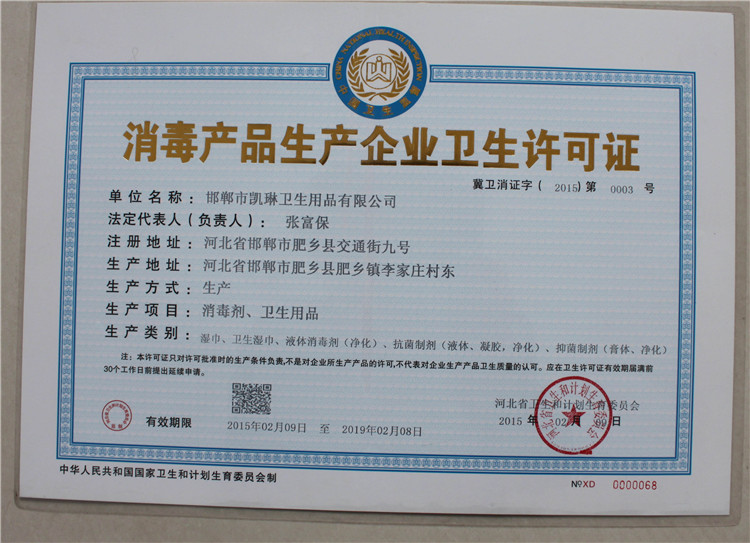 消毒产品生产企业卫生许可证
冀卫消证字( 2015)第 0003 号
单位名称：邯郸市凯琳卫生用品有限公司
法定代表人（负责人）：张富保
注册地址：河北省邯郸市肥乡县交通街九号
生产地址：河北省邯郸市肥乡县肥乡镇李家庄村东
生产方式：生产
生产项目：消毒剂、卫生用品
生产类别：湿巾、卫生湿巾、液体消毒剂（净化）、抗菌制剂（液体、凝胶，净化）、抑菌制剂（膏体、净化）
注：本许可证只对许可批准时的生产条件负责,不是对企业所生产产品的许可,不代表对企业生产产品卫生质量的认可。应在卫生许可证有效期届满前
30个工作日前提出延续申请。
河北省卫生和计划生育委员会
有效期限 2015年02月09日 至 2019年02月08日
2015 年 02月 09日
中华人民共和国国家卫生和计划生育委员会制
NºXD 0000068